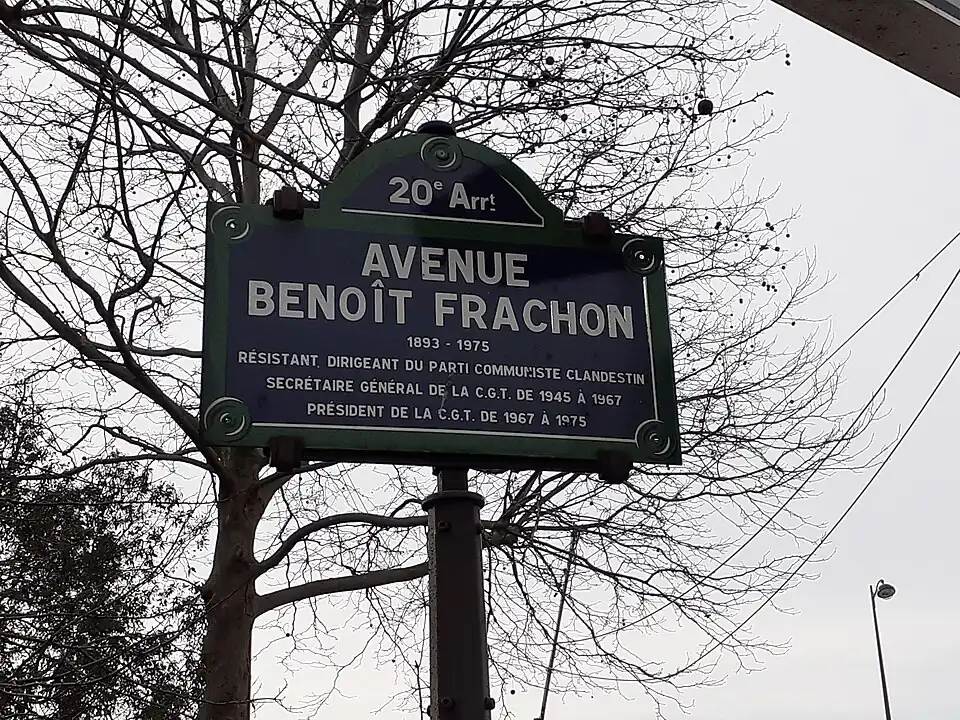 20e Arrt
AVENUE
BENOÎT FRACHON
1893 - 1975
RÉSISTANT DIRIGEANT DU PARTI COMMUNISTE CLANDESTIN
SECRÉTAIRE GÉNÉRAL DE LA C.G.T. DE 1945 À 1967
PRÉSIDENT DE LA C.G.T. DE 1967 À 1975